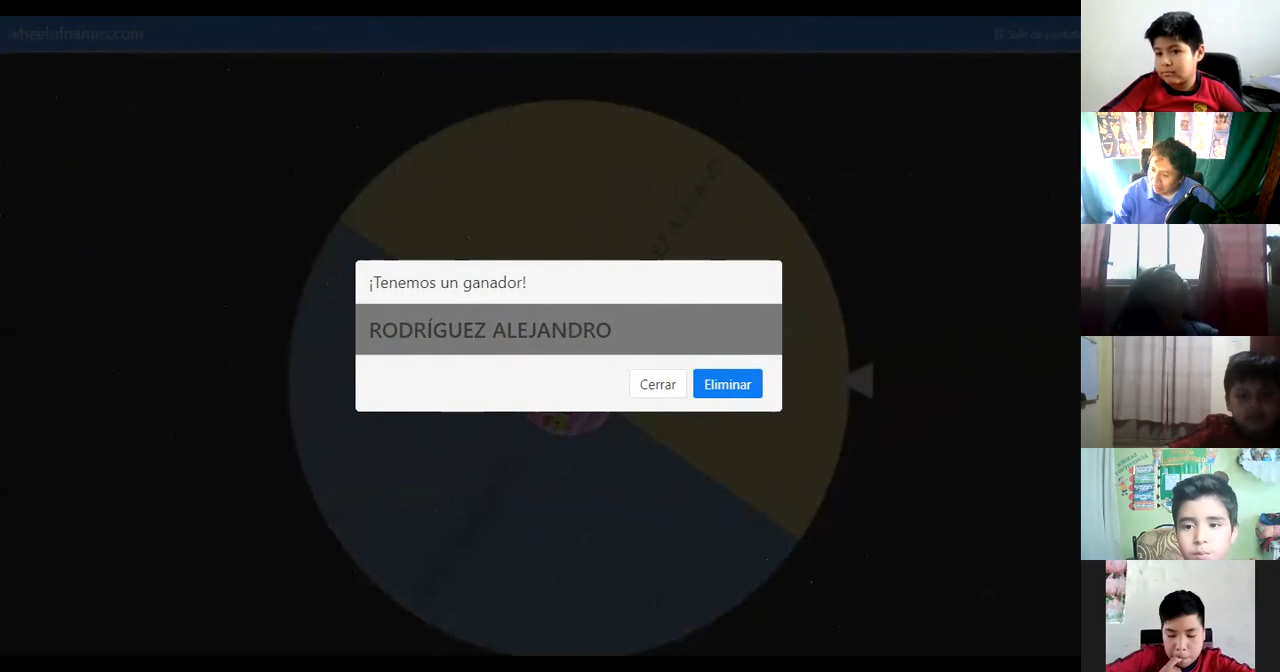 wheelofnames.com
¡Tenemos un ganador!
RODRÍGUEZ ALEJANDRO
Cerrar
Eliminar